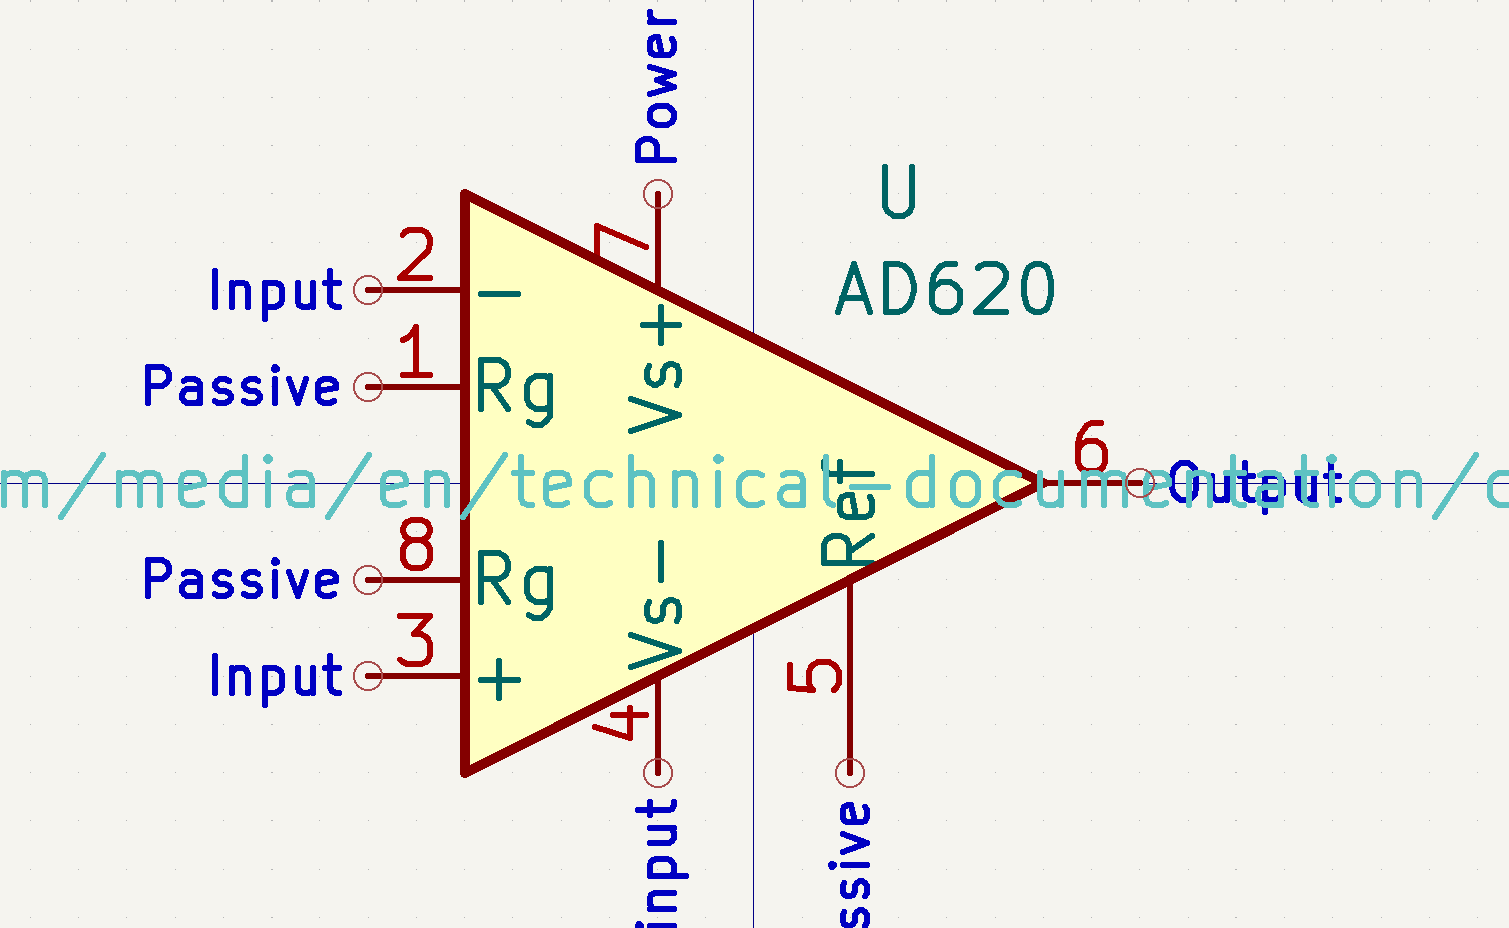 Power
U
7
2
Input
−
AD620
Vs+
1
Passive
Rg
6
m/media/en/technical-documentation/d
Output
Ref
8
Passive
Rg
Vs-
3
Input
+
5
4
input
ssive